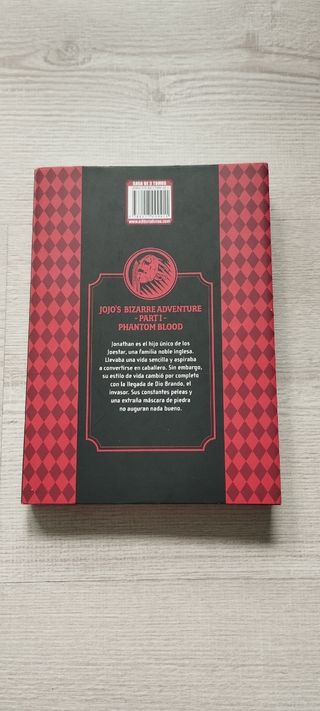 SAGA DE 3 TOMOS
JOJO'S BIZARRE ADVENTURE
- PART I -
PHANTOM BLOOD
Jonathan es el hijo único de los
Joestar, una familia noble inglesa.
Llevaba una vida sencilla y aspiraba
a convertirse en caballero. Sin embargo,
su estilo de vida cambió por completo
con la llegada de Dio Brando, el
invasor. Sus constantes peleas y
una extraña máscara de piedra
no auguran nada bueno.